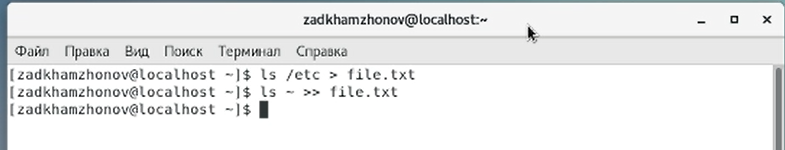 zadkhamzhonov@localhost:~
Файл Правка Вид Поиск Терминал Справка
[zadkhamzhonov@localhost ~]$ ls /etc > file.txt
[zadkhamzhonov@localhost ~]$ ls ~ >> file.txt
[zadkhamzhonov@localhost ~]$